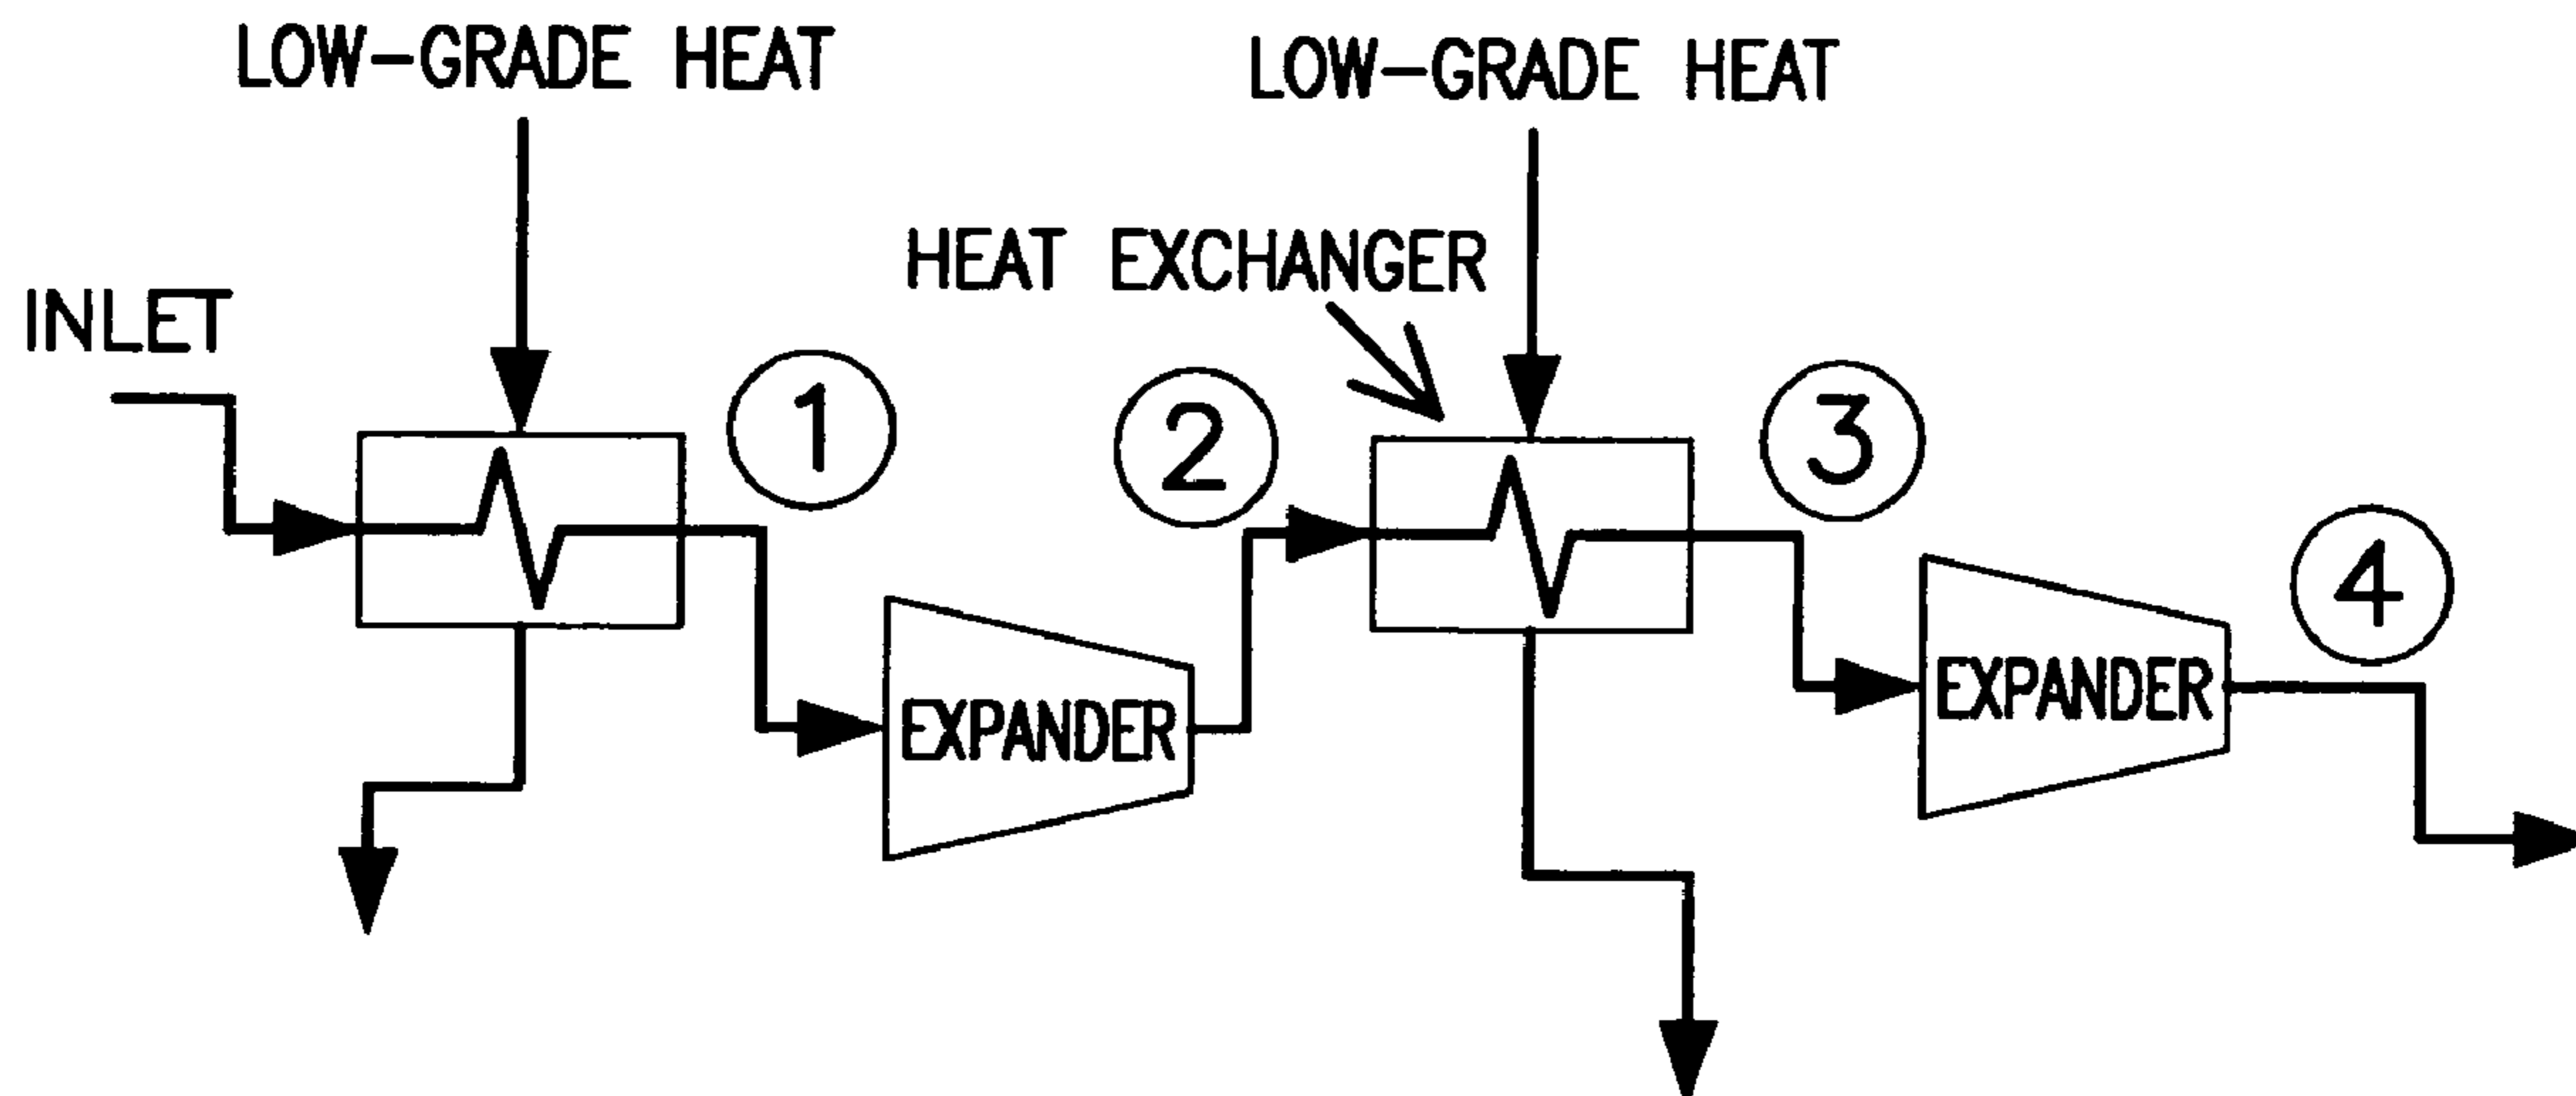 LOW-GRADE HEAT
LOW-GRADE HEAT
HEAT EXCHANGER
INLET
1
2
3
4
EXPANDER
EXPANDER